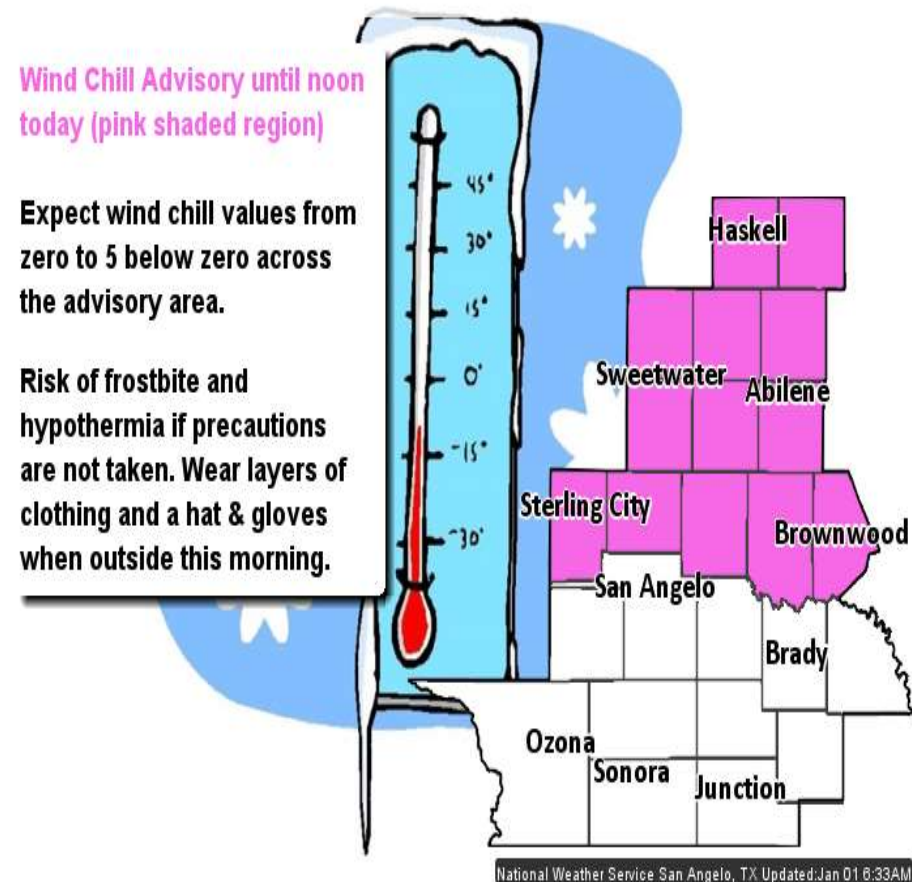 Wind Chill Advisory until noon
today (pink shaded region)
Expect wind chill values from
zero to 5 below zero across
the advisory area.
Risk of frostbite and
hypothermia if precautions
are not taken. Wear layers of
clothing and a hat & gloves
when outside this morning.
45°
30°
15°
0°
-15°
-30°
Haskell
Sweetwater
Abilene
Sterling City
Brownwood
San Angelo
Brady
Ozona
Sonora
Junction
National Weather Service San Angelo, TX Updated:Jan 01 6:33AM